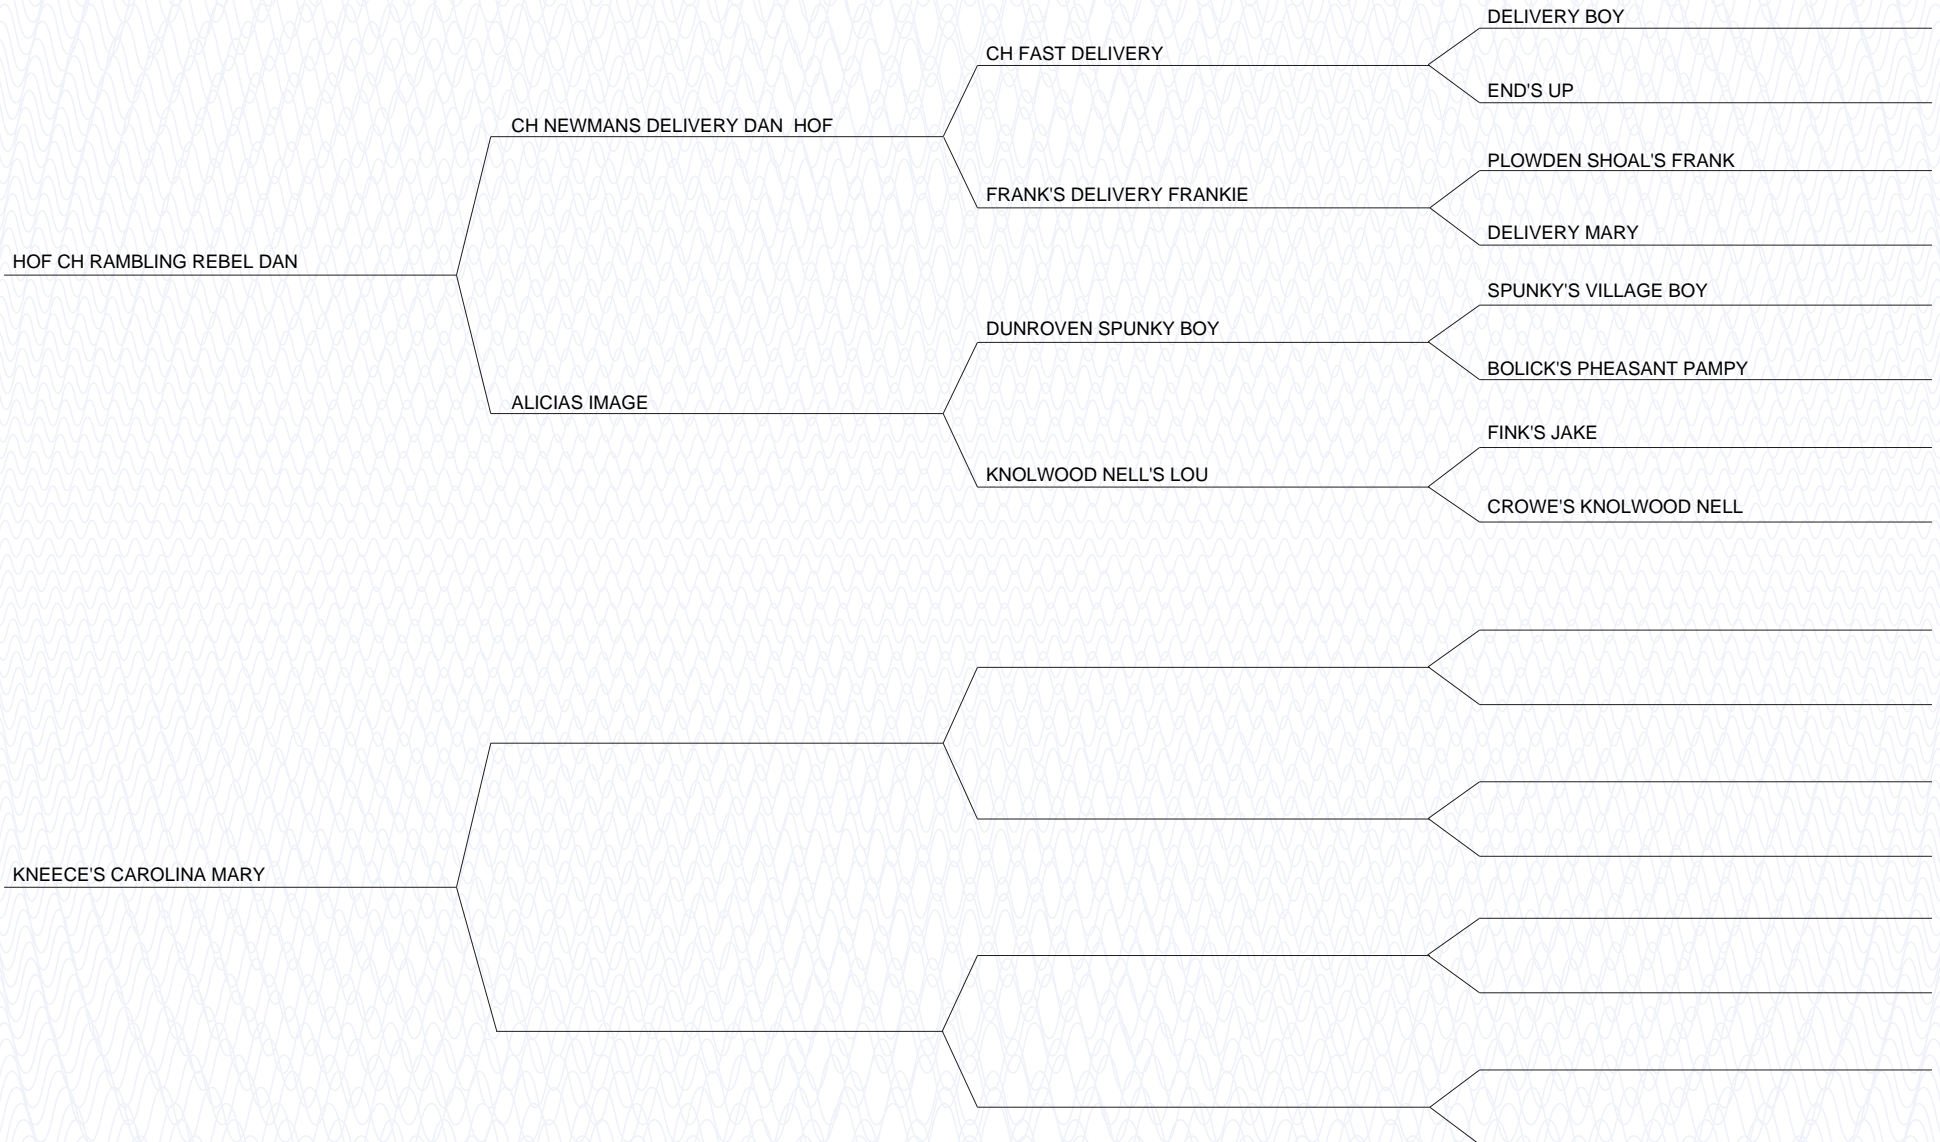 DELIVERY BOY
CH FAST DELIVERY
END'S UP
CH NEWMANS DELIVERY DAN  HOF
PLOWDEN SHOAL'S FRANK
FRANK'S DELIVERY FRANKIE
DELIVERY MARY
HOF CH RAMBLING REBEL DAN
SPUNKY'S VILLAGE BOY
DUNROVEN SPUNKY BOY
BOLICK'S PHEASANT PAMPY
ALICIAS IMAGE
FINK'S JAKE
KNOLWOOD NELL'S LOU
CROWE'S KNOLWOOD NELL
KNEECE'S CAROLINA MARY